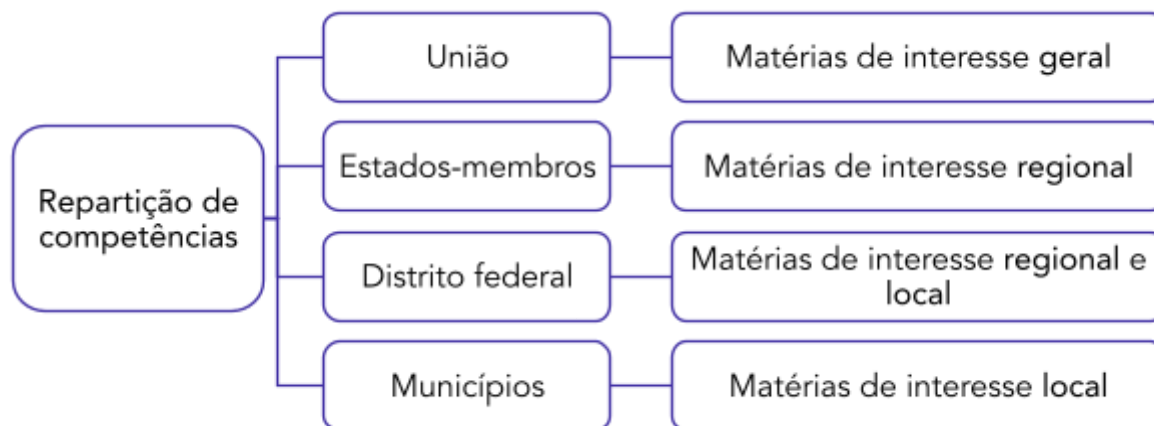 Repartição de
competências
União
Matérias de interesse geral
Estados-membros
Matérias de interesse regional
Distrito federal
Matérias de interesse regional e
local
Municípios
Matérias de interesse local